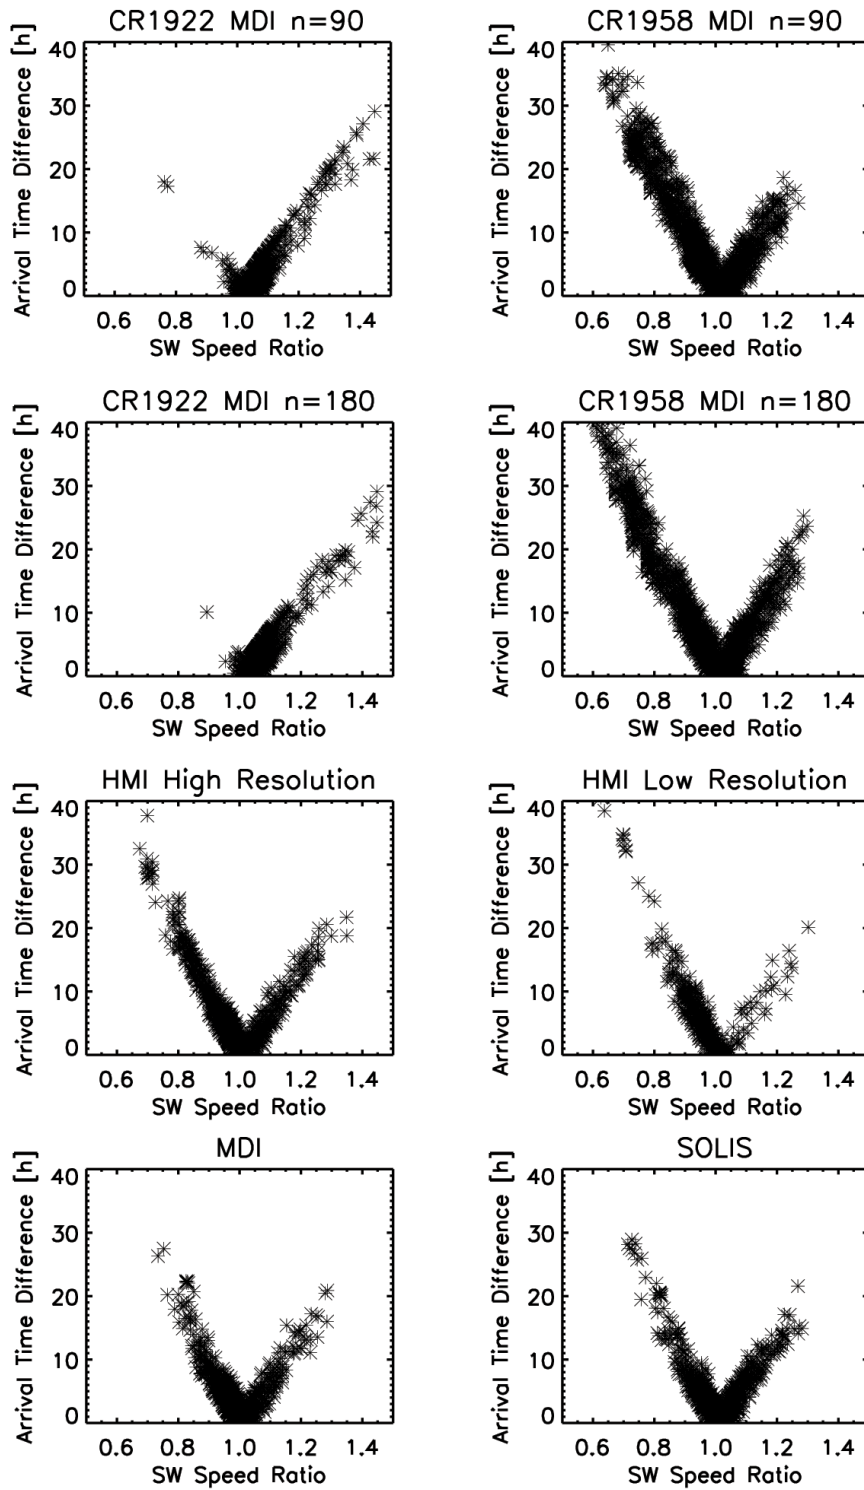 CR1922 MDI n=90
Arrival Time Difference [h]
40
30
20
10
0
0.6 0.8 1.0 1.2 1.4
SW Speed Ratio
CR1958 MDI n=90
Arrival Time Difference [h]
40
30
20
10
0
0.6 0.8 1.0 1.2 1.4
SW Speed Ratio
CR1922 MDI n=180
Arrival Time Difference [h]
40
30
20
10
0
0.6 0.8 1.0 1.2 1.4
SW Speed Ratio
CR1958 MDI n=180
Arrival Time Difference [h]
40
30
20
10
0
0.6 0.8 1.0 1.2 1.4
SW Speed Ratio
HMI High Resolution
Arrival Time Difference [h]
40
30
20
10
0
0.6 0.8 1.0 1.2 1.4
SW Speed Ratio
HMI Low Resolution
Arrival Time Difference [h]
40
30
20
10
0
0.6 0.8 1.0 1.2 1.4
SW Speed Ratio
MDI
Arrival Time Difference [h]
40
30
20
10
0
0.6 0.8 1.0 1.2 1.4
SW Speed Ratio
SOLIS
Arrival Time Difference [h]
40
30
20
10
0
0.6 0.8 1.0 1.2 1.4
SW Speed Ratio